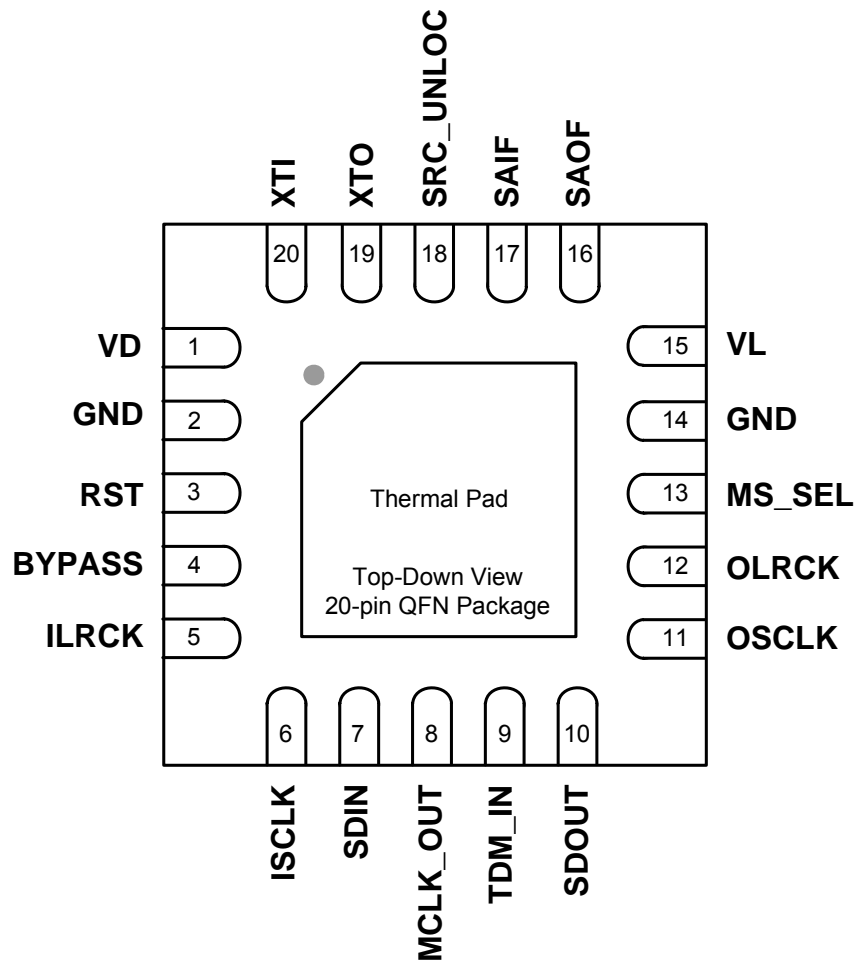 SRC_UNLOC
XTI
XTO
SAIF
SAOF
20
19
18
17
16
VD 1
15 VL
GND 2
14 GND
RST 3
13 MS_SEL
BYPASS 4
12 OLRCK
ILRCK 5
11 OSCLK
Thermal Pad
Top-Down View
20-pin QFN Package
6
7
8
9
10
ISCLK
SDIN
MCLK_OUT
TDM_IN
SDOUT